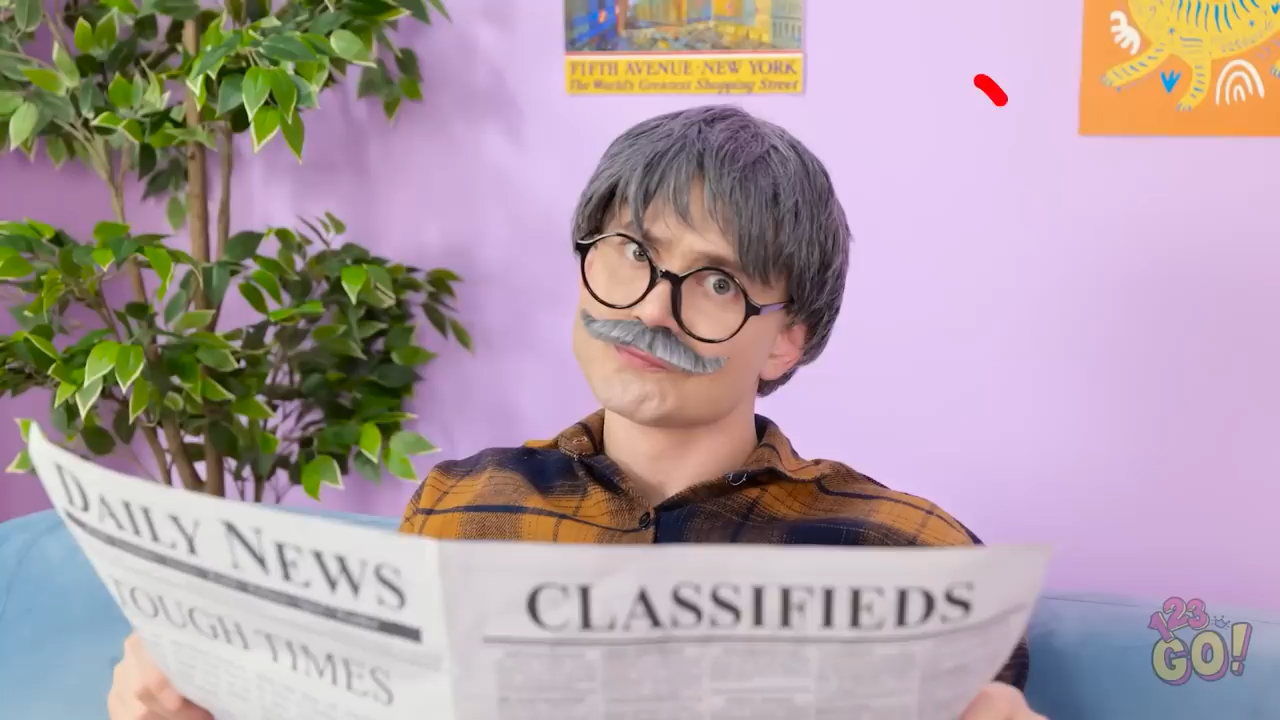 FIFTH AVENUE · NEW YORK
The World's Greatest Shopping Street
DAILY NEWS
TOUGH TIMES
CLASSIFIEDS
123
GO!